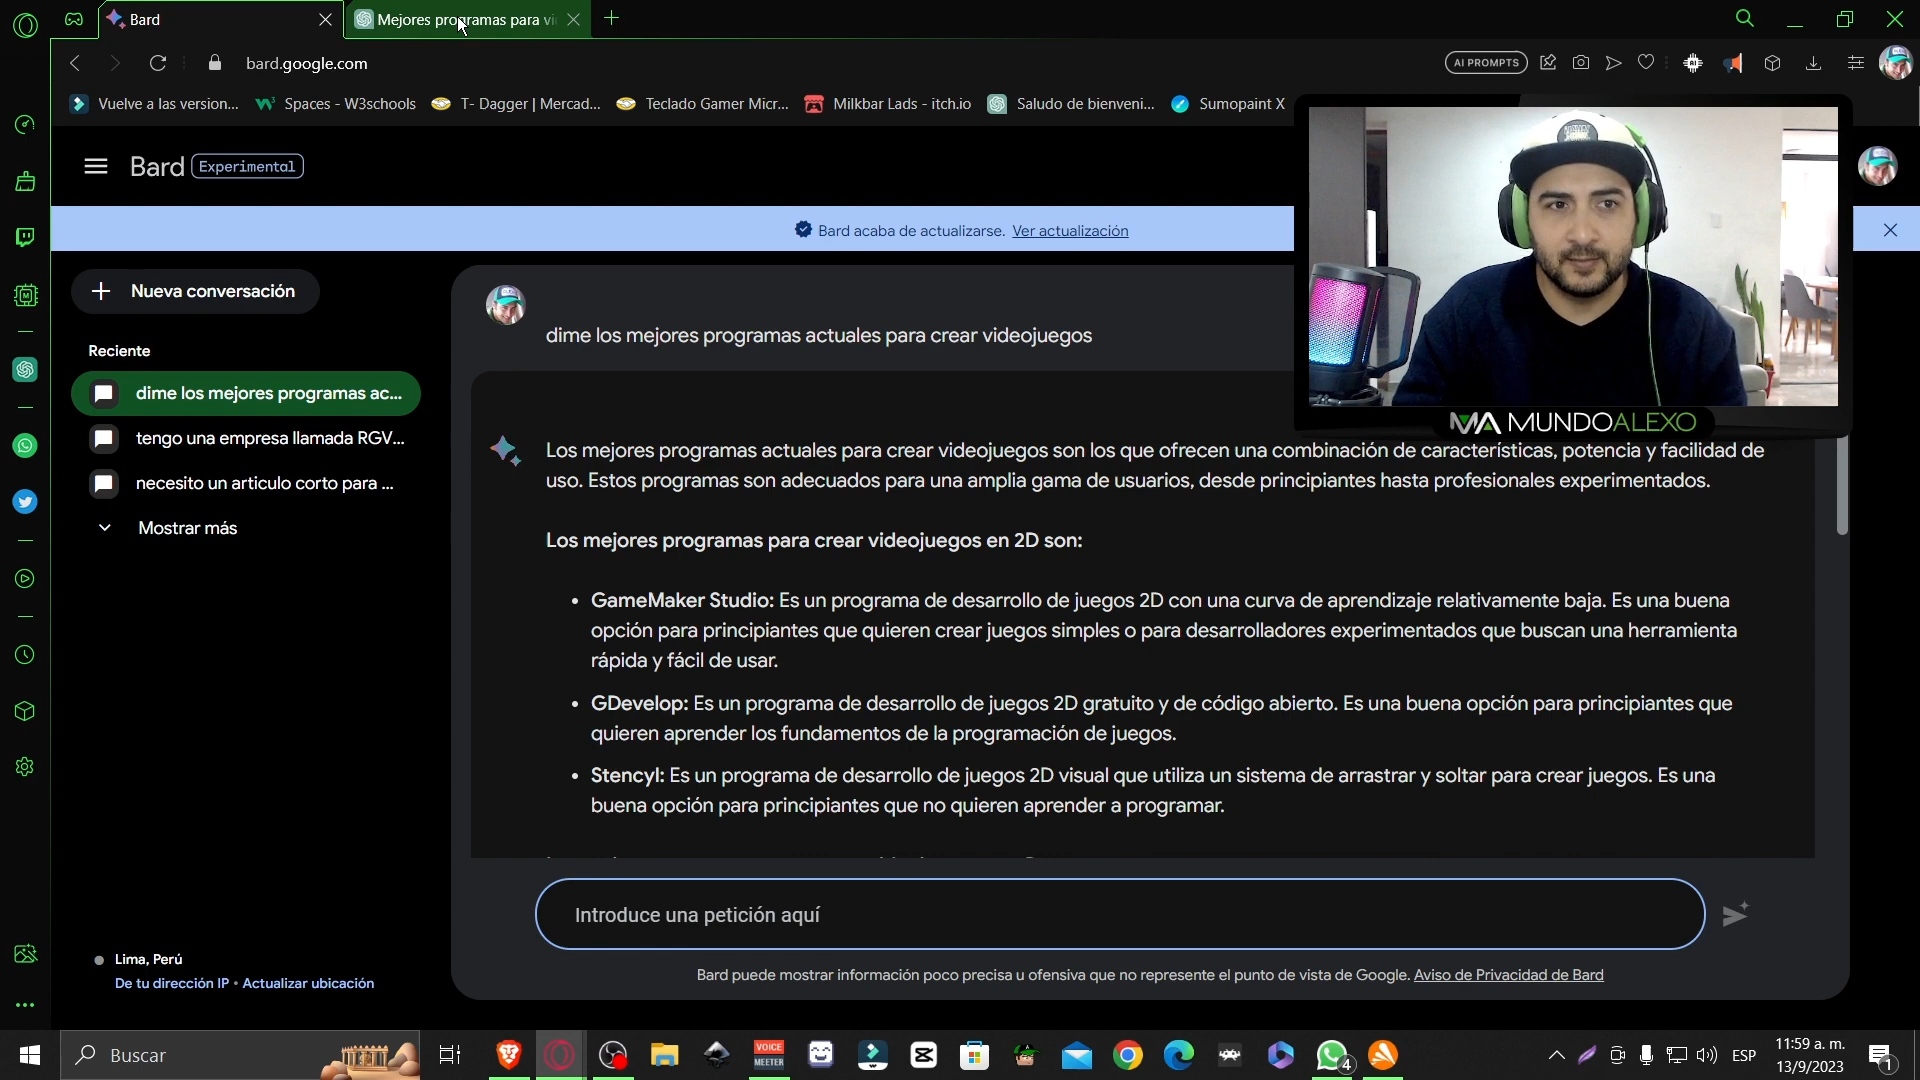 Bard
Mejores programas para vi
bard.google.com
AI PROMPTS
Vuelve a las version...
Spaces - W3schools
T- Dagger | Mercad...
Teclado Gamer Micr...
Milkbar Lads - itch.io
Saludo de bienveni...
Sumopaint X
Bard Experimental
Bard acaba de actualizarse. Ver actualización
Nueva conversación
Reciente
dime los mejores programas ac...
tengo una empresa llamada RGV...
necesito un articulo corto para ...
Mostrar más
Lima, Perú
De tu dirección IP • Actualizar ubicación
dime los mejores programas actuales para crear videojuegos
MA MUNDOALEXO
Los mejores programas actuales para crear videojuegos son los que ofrecen una combinación de características, potencia y facilidad de
uso. Estos programas son adecuados para una amplia gama de usuarios, desde principiantes hasta profesionales experimentados.
Los mejores programas para crear videojuegos en 2D son:
• GameMaker Studio: Es un programa de desarrollo de juegos 2D con una curva de aprendizaje relativamente baja. Es una buena
opción para principiantes que quieren crear juegos simples o para desarrolladores experimentados que buscan una herramienta
rápida y fácil de usar.
• GDevelop: Es un programa de desarrollo de juegos 2D gratuito y de código abierto. Es una buena opción para principiantes que
quieren aprender los fundamentos de la programación de juegos.
• Stencyl: Es un programa de desarrollo de juegos 2D visual que utiliza un sistema de arrastrar y soltar para crear juegos. Es una
buena opción para principiantes que no quieren aprender a programar.
Introduce una petición aquí
Bard puede mostrar información poco precisa u ofensiva que no represente el punto de vista de Google. Aviso de Privacidad de Bard
Buscar
VOICE
MEETER
4
ESP
11:59 a. m.
13/9/2023
1